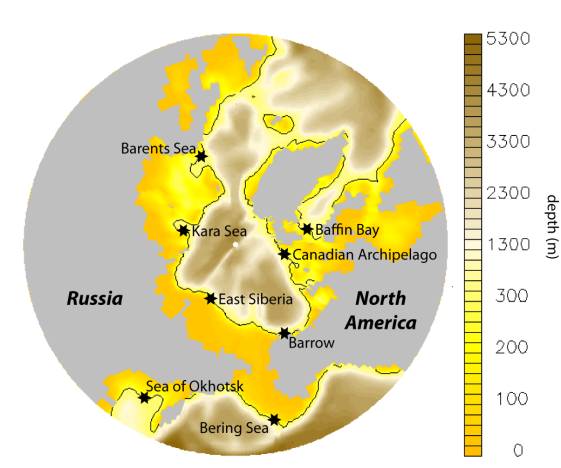 Barents Sea
Kara Sea
Baffin Bay
Canadian Archipelago
Russia
East Siberia
North
America
Barrow
Sea of Okhotsk
Bering Sea
5300
4300
3300
2300
1300
300
200
100
0
depth (m)